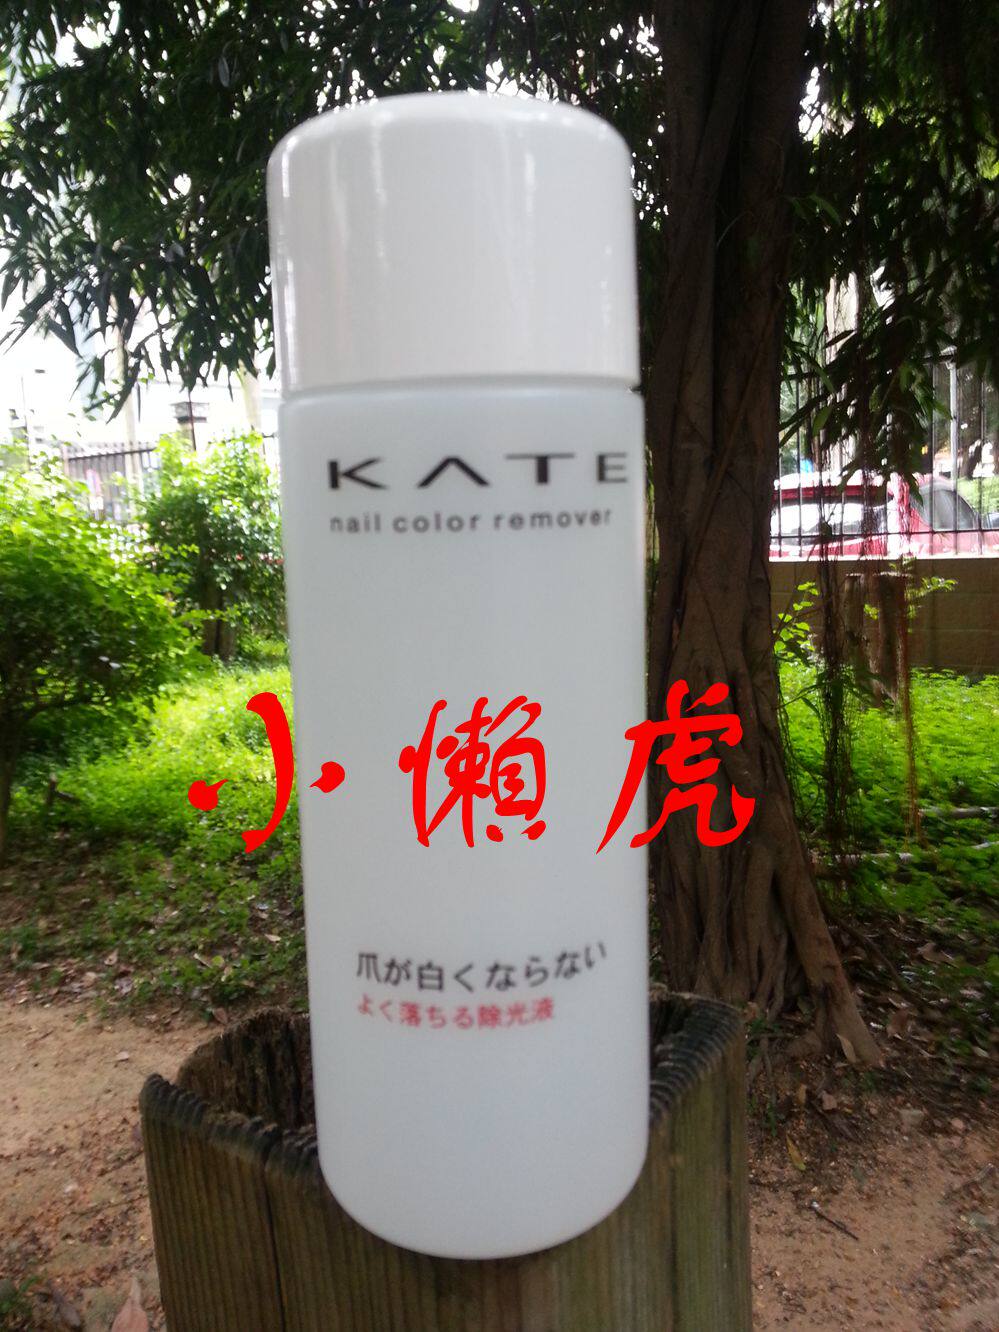 KATE
nail color remover
小懶虎
爪が白くならない
よく落ちる除光液